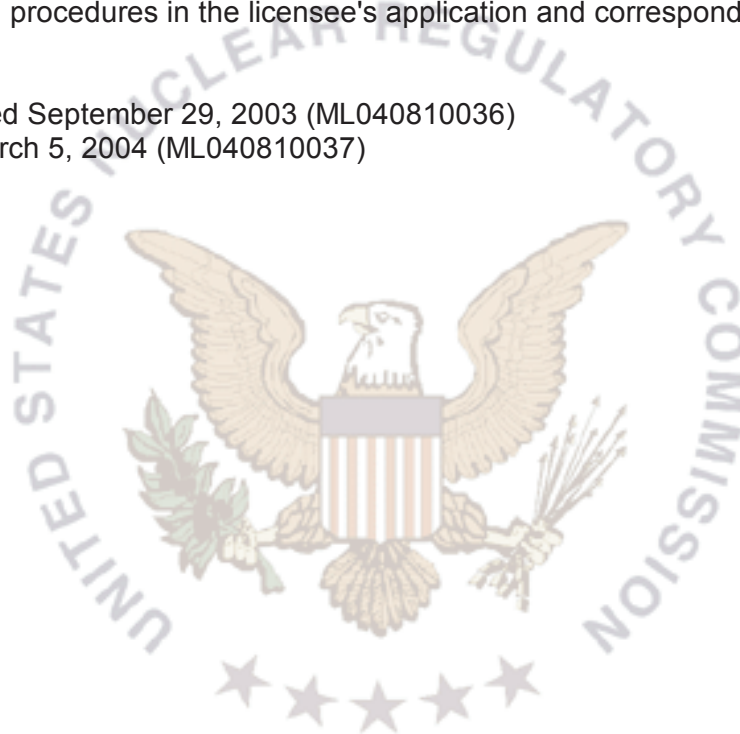 procedures in the licensee's application and correspond
ed September 29, 2003 (ML040810036)
rch 5, 2004 (ML040810037)
UNITED STATES NUCLEAR REGULATORY COMMISSION